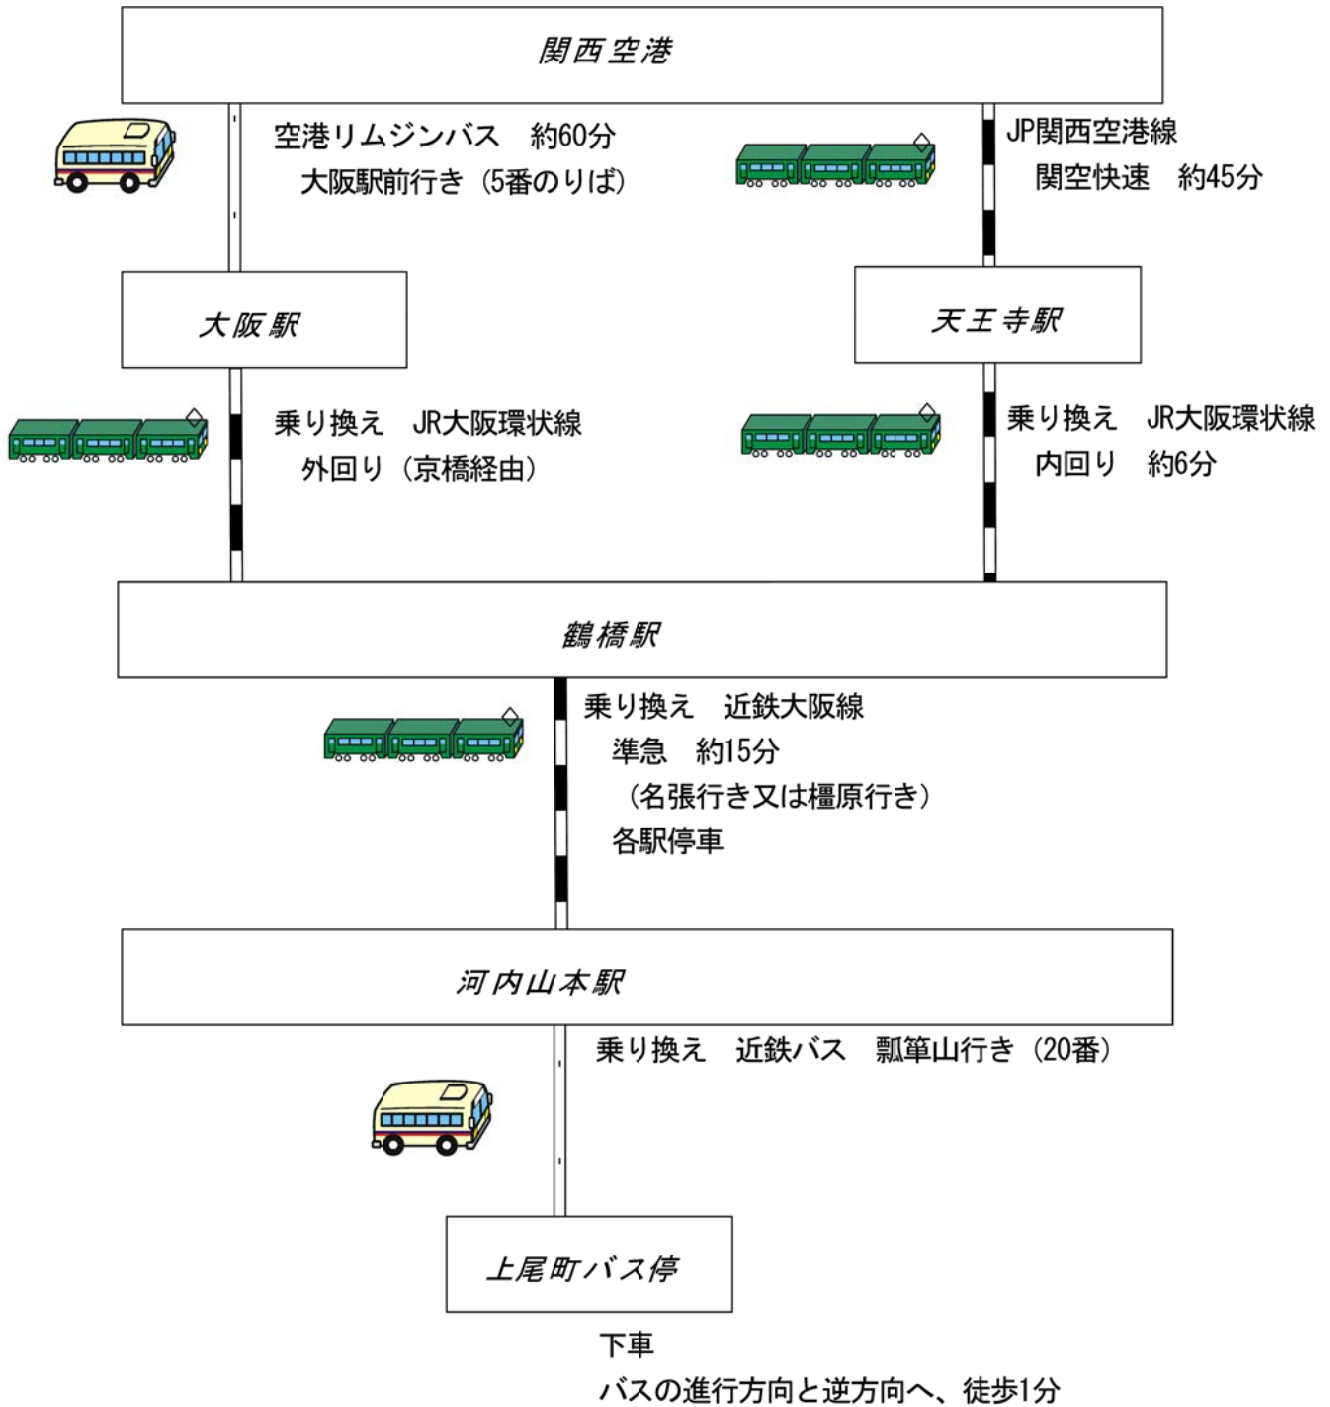 関西空港
空港リムジンバス　約60分
大阪駅前行き（5番のりば）
JP関西空港線
関空快速　約45分
大阪駅
天王寺駅
乗り換え　JR大阪環状線
外回り（京橋経由）
乗り換え　JR大阪環状線
内回り　約6分
鶴橋駅
乗り換え　近鉄大阪線
準急　約15分
（名張行き又は橿原行き）
各駅停車
河内山本駅
乗り換え　近鉄バス　瓢箪山行き（20番）
上尾町バス停
下車
バスの進行方向と逆方向へ、徒歩1分